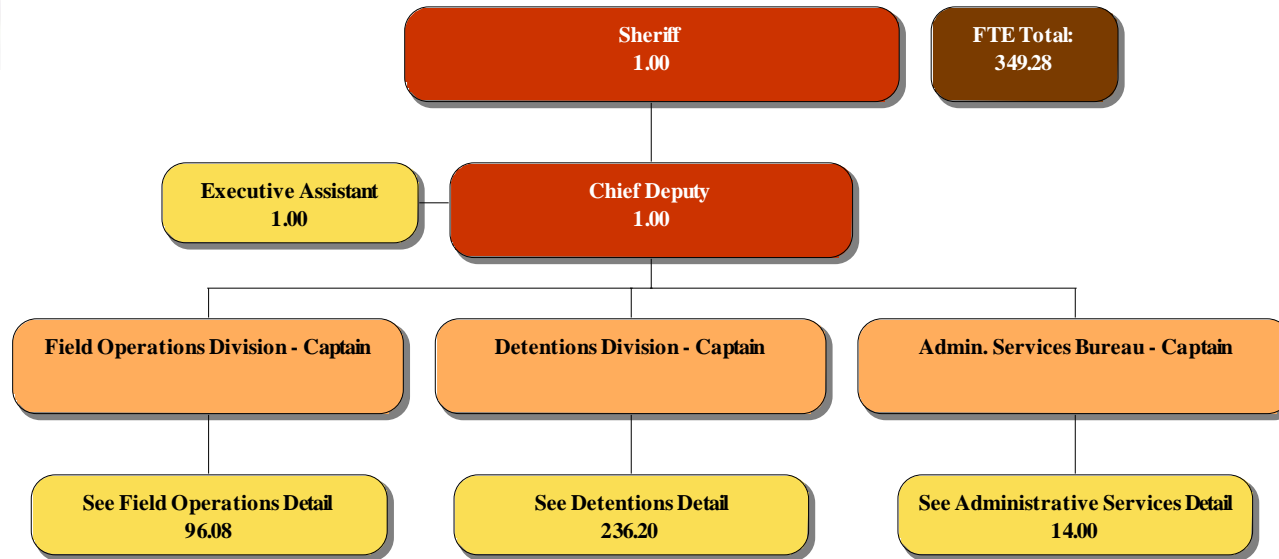 Sheriff
1.00
FTE Total:
349.28
Executive Assistant
1.00
Chief Deputy
1.00
Field Operations Division - Captain
Detentions Division - Captain
Admin. Services Bureau - Captain
See Field Operations Detail
96.08
See Detentions Detail
236.20
See Administrative Services Detail
14.00